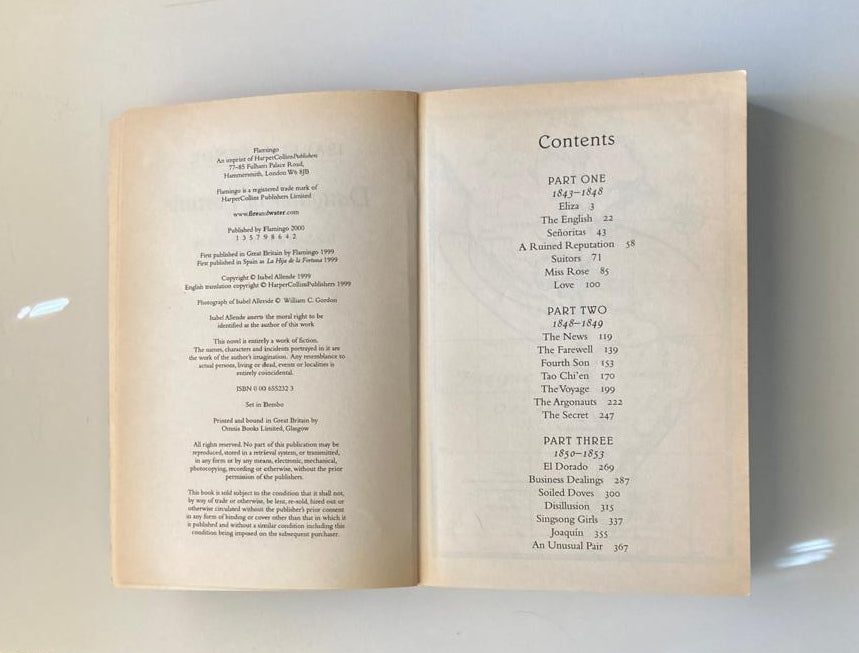 Flamingo
An imprint of HarperCollinsPublishers
77–85 Fulham Palace Road,
Hammersmith, London W6 8JB
Flamingo is a registered trade mark of
HarperCollins Publishers Limited
www.fireandwater.com
Published by Flamingo 2000
1 3 5 7 9 8 6 4 2
First published in Great Britain by Flamingo 1999
First published in Spain as La Hija de la Fortuna 1999
Copyright © Isabel Allende 1999
English translation copyright © HarperCollinsPublishers 1999
Photograph of Isabel Allende © William C. Gordon
Isabel Allende asserts the moral right to be
identified as the author of this work
This novel is entirely a work of fiction.
The names, characters and incidents portrayed in it are
the work of the author's imagination. Any resemblance to
actual persons, living or dead, events or localities is
entirely coincidental.
ISBN 0 00 655232 3
Set in Bembo
Printed and bound in Great Britain by
Omnia Books Limited, Glasgow
All rights reserved. No part of this publication may be
reproduced, stored in a retrieval system, or transmitted,
in any form or by any means, electronic, mechanical,
photocopying, recording or otherwise, without the prior
permission of the publishers.
This book is sold subject to the condition that it shall not,
by way of trade or otherwise, be lent, re-sold, hired out or
otherwise circulated without the publisher's prior consent
in any form of binding or cover other than that in which it
is published and without a similar condition including this
condition being imposed on the subsequent purchaser.
Contents
PART ONE
1843–1848
Eliza 3
The English 22
Señoritas 43
A Ruined Reputation 58
Suitors 71
Miss Rose 85
Love 100
PART TWO
1848–1849
The News 119
The Farewell 139
Fourth Son 153
Tao Chi'en 170
The Voyage 199
The Argonauts 222
The Secret 247
PART THREE
1850–1853
El Dorado 269
Business Dealings 287
Soiled Doves 300
Disillusion 315
Singsong Girls 337
Joaquín 355
An Unusual Pair 367